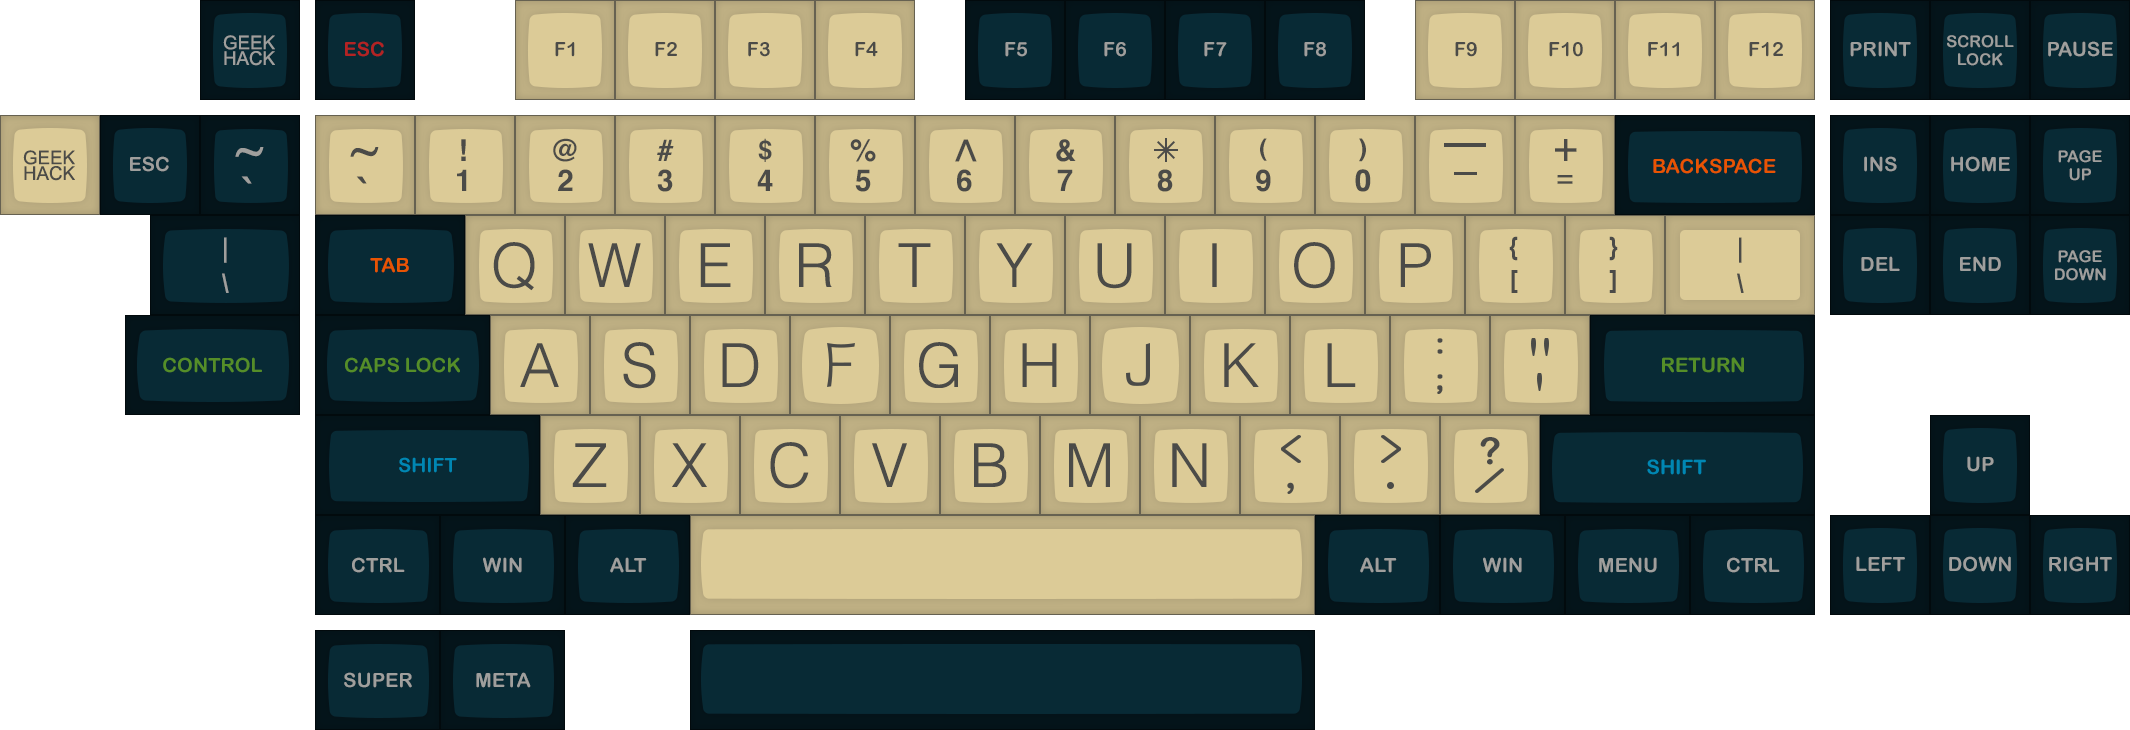 GEEK HACK ESC F1 F2 F3 F4 F5 F6 F7 F8 F9 F10 F11 F12 PRINT SCROLL LOCK PAUSE
GEEK HACK ESC ~ ` ~ ` ! 1 @ 2 # 3 $ 4 % 5 ^ 6 & 7 * 8 ( 9 ) 0 — – + = BACKSPACE INS HOME PAGE UP
| \ TAB Q W E R T Y U I O P { [ } ] | \ DEL END PAGE DOWN
CONTROL CAPS LOCK A S D F G H J K L : ; " ' RETURN
SHIFT Z X C V B M N < , > . ? / SHIFT UP
CTRL WIN ALT ALT WIN MENU CTRL LEFT DOWN RIGHT
SUPER META